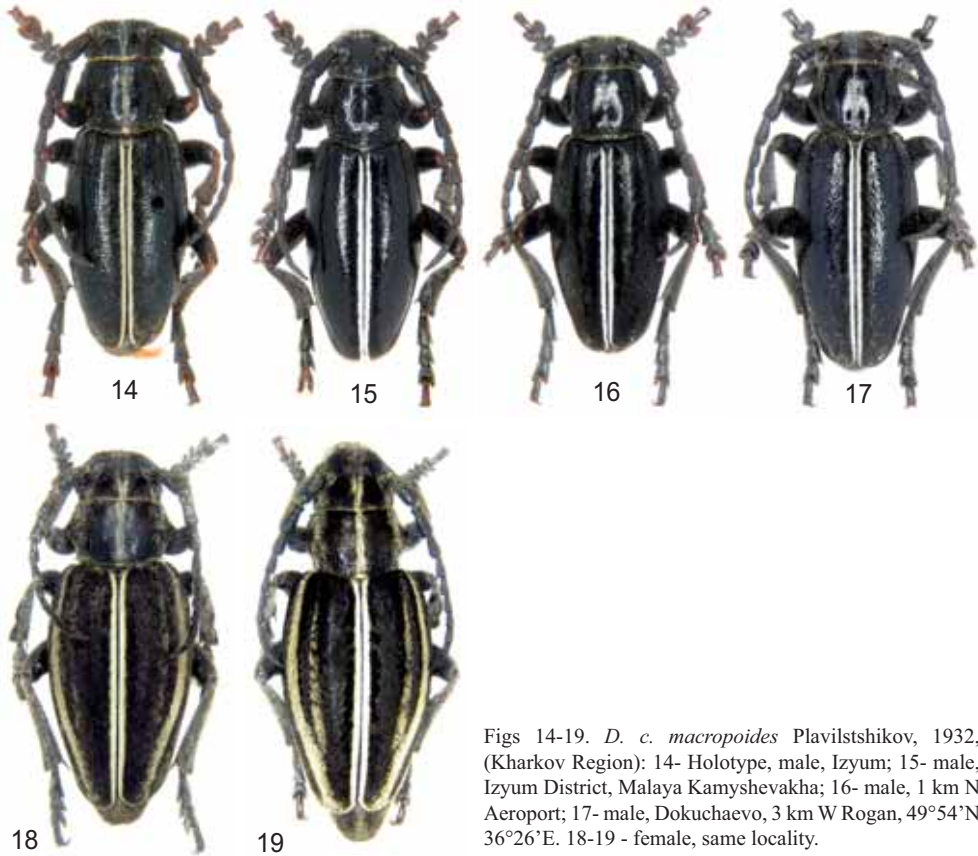 14
15
16
17
18
19
Figs 14-19. D. c. macropoides Plavilstshikov, 1932,
(Kharkov Region): 14- Holotype, male, Izyum; 15- male,
Izyum District, Malaya Kamyshevakha; 16- male, 1 km N
Aeroport; 17- male, Dokuchaevo, 3 km W Rogan, 49°54’N
36°26’E. 18-19 - female, same locality.